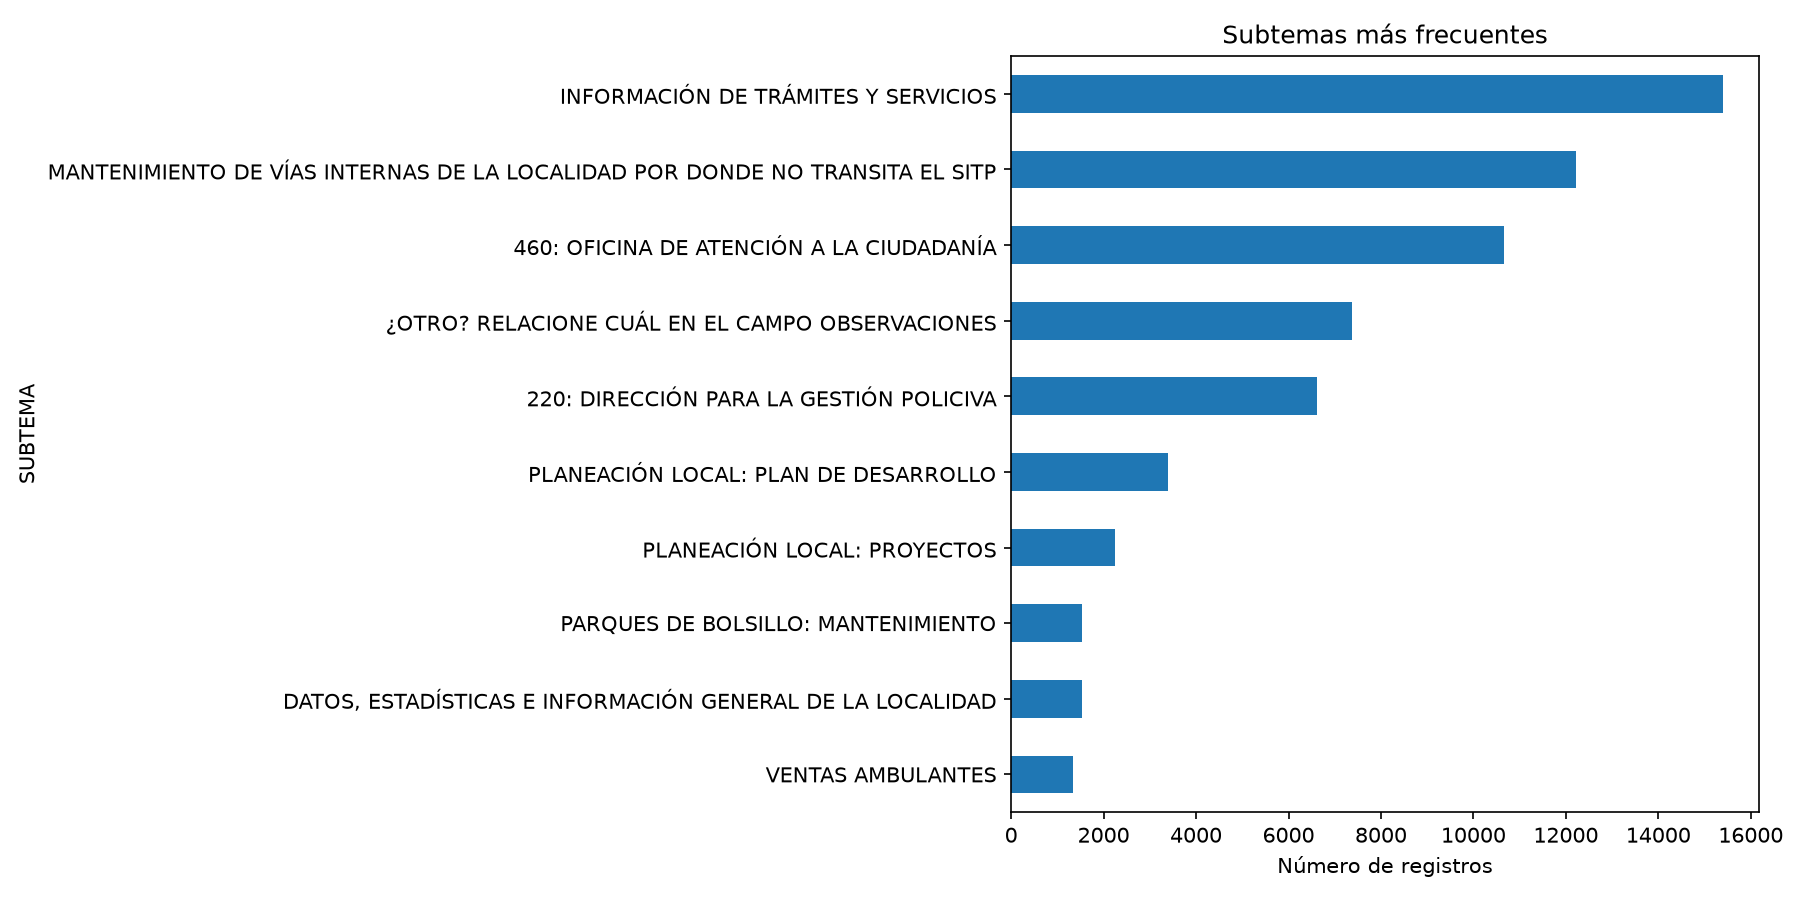 Subtemas más frecuentes
INFORMACIÓN DE TRÁMITES Y SERVICIOS
MANTENIMIENTO DE VÍAS INTERNAS DE LA LOCALIDAD POR DONDE NO TRANSITA EL SITP
460: OFICINA DE ATENCIÓN A LA CIUDADANÍA
¿OTRO? RELACIONE CUÁL EN EL CAMPO OBSERVACIONES
220: DIRECCIÓN PARA LA GESTIÓN POLICIVA
PLANEACIÓN LOCAL: PLAN DE DESARROLLO
PLANEACIÓN LOCAL: PROYECTOS
PARQUES DE BOLSILLO: MANTENIMIENTO
DATOS, ESTADÍSTICAS E INFORMACIÓN GENERAL DE LA LOCALIDAD
VENTAS AMBULANTES
SUBTEMA
0 2000 4000 6000 8000 10000 12000 14000 16000
Número de registros